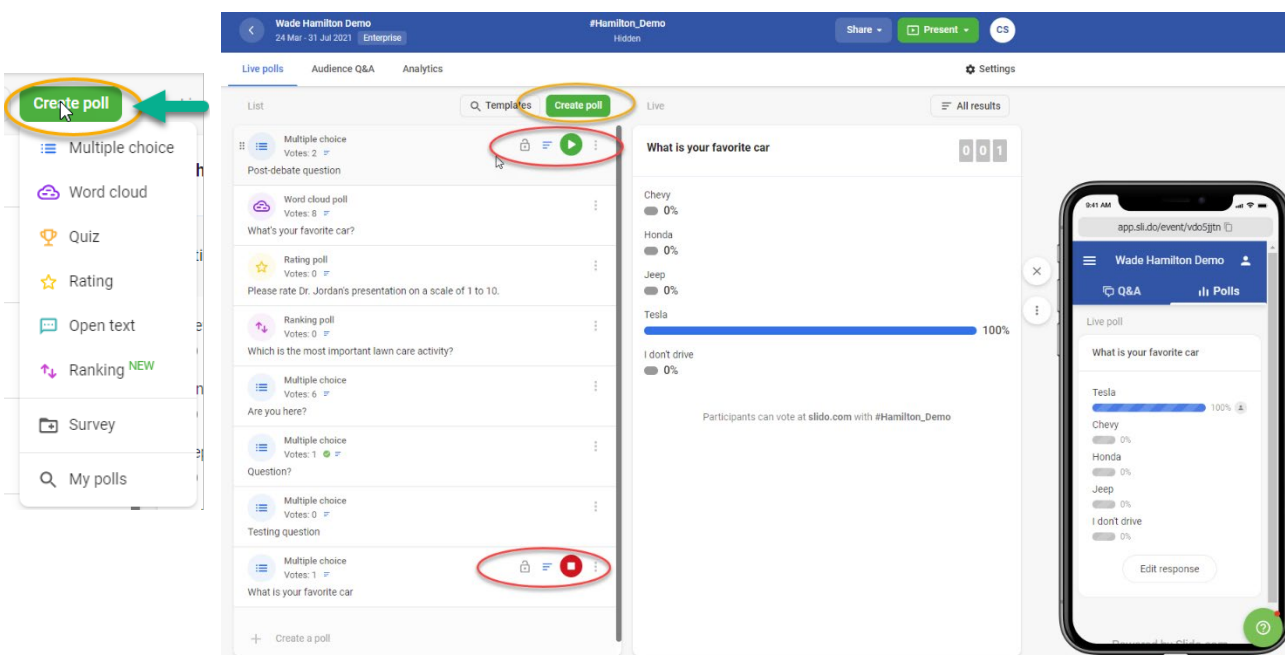 Create poll
Multiple choice
Word cloud
Quiz
Rating
Open text
Ranking NEW
Survey
My polls
Wade Hamilton Demo
24 Mar - 31 Jul 2021 Enterprise
#Hamilton_Demo
Hidden
Share
Present
CS
Live polls Audience Q&A Analytics
Settings
List
Templates
Create poll
Multiple choice
Votes: 2
Post-debate question
Word cloud poll
Votes: 8
What's your favorite car?
Rating poll
Votes: 0
Please rate Dr. Jordan's presentation on a scale of 1 to 10.
Ranking poll
Votes: 0
Which is the most important lawn care activity?
Multiple choice
Votes: 6
Are you here?
Multiple choice
Votes: 1
Question?
Multiple choice
Votes: 0
Testing question
Multiple choice
Votes: 1
What is your favorite car
+ Create a poll
Live
All results
What is your favorite car
0 0 1
Chevy
0%
Honda
0%
Jeep
0%
Tesla
100%
I don't drive
0%
Participants can vote at slido.com with #Hamilton_Demo
9:41 AM
app.sli.do/event/vdo5jjtn
Wade Hamilton Demo
Q&A Polls
Live poll
What is your favorite car
Tesla
100%
Chevy
0%
Honda
0%
Jeep
0%
I don't drive
0%
Edit response
Powered by Slido.com